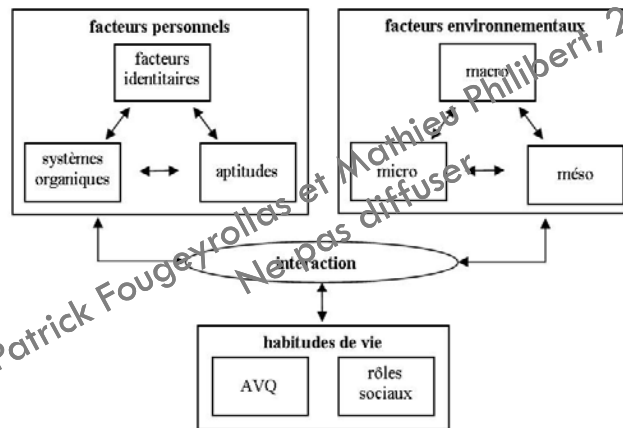 facteurs personnels
facteurs
identitaires
systèmes
organiques
aptitudes
facteurs environnementaux
macro
micro
méso
interaction
habitudes de vie
AVQ
rôles
sociaux
Patrick Fougeyrollas et Mathieu Philibert, 2
Ne pas diffuser